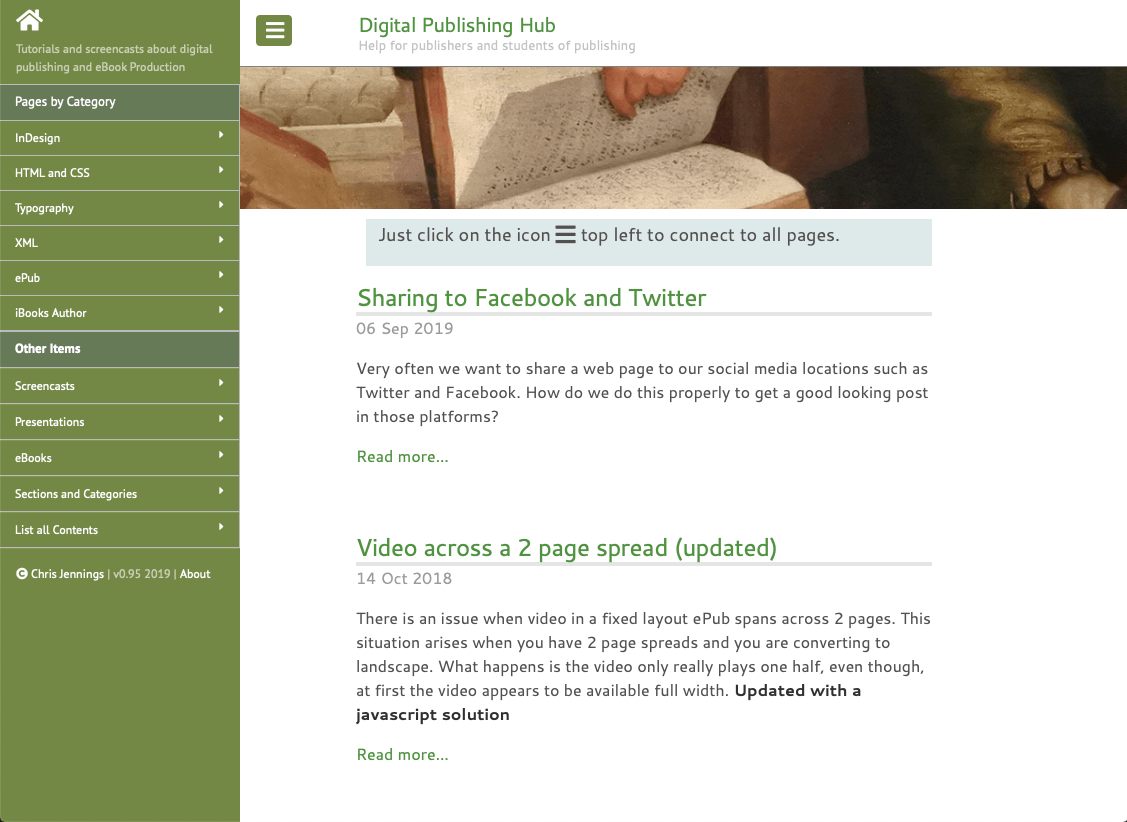 Tutorials and screencasts about digital
publishing and eBook Production
Pages by Category
InDesign
HTML and CSS
Typography
XML
ePub
iBooks Author
Other Items
Screencasts
Presentations
eBooks
Sections and Categories
List all Contents
Chris Jennings | v0.95 2019 | About
Digital Publishing Hub
Help for publishers and students of publishing
Just click on the icon top left to connect to all pages.
Sharing to Facebook and Twitter
06 Sep 2019
Very often we want to share a web page to our social media locations such as
Twitter and Facebook. How do we do this properly to get a good looking post
in those platforms?
Read more...
Video across a 2 page spread (updated)
14 Oct 2018
There is an issue when video in a fixed layout ePub spans across 2 pages. This
situation arises when you have 2 page spreads and you are converting to
landscape. What happens is the video only really plays one half, even though,
at first the video appears to be available full width. Updated with a
javascript solution
Read more...